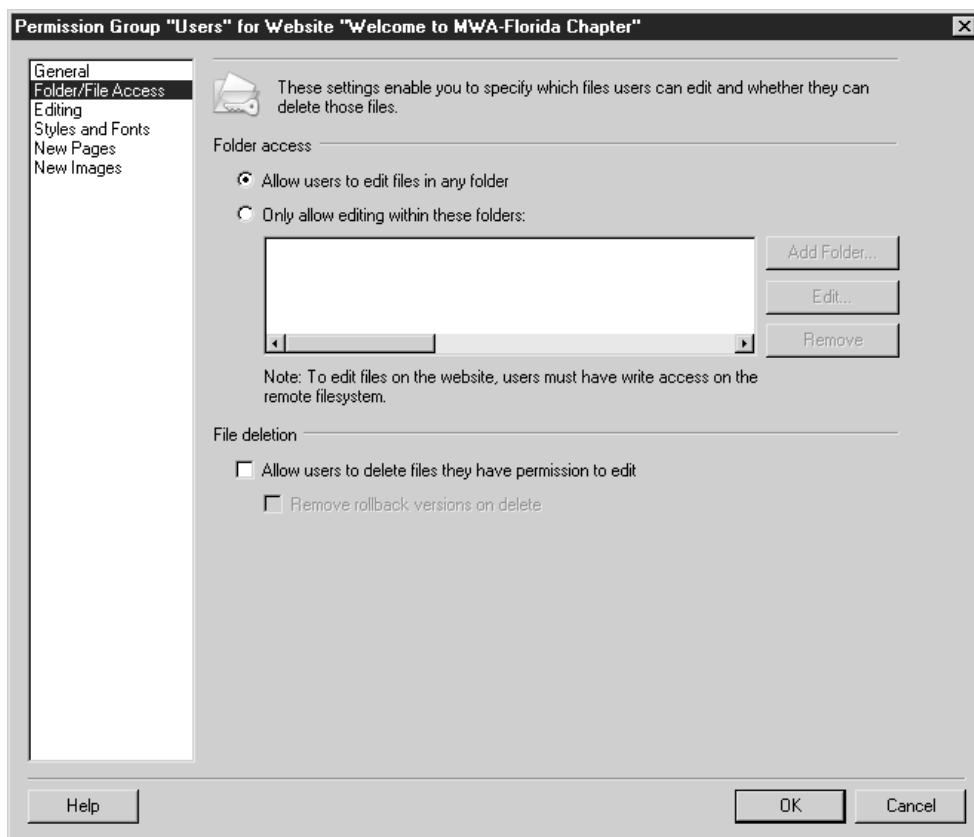 Permission Group "Users" for Website "Welcome to MWA-Florida Chapter"
General
Folder/File Access
Editing
Styles and Fonts
New Pages
New Images
These settings enable you to specify which files users can edit and whether they can
delete those files.
Folder access
Allow users to edit files in any folder
Only allow editing within these folders:
Add Folder...
Edit...
Remove
Note: To edit files on the website, users must have write access on the
remote filesystem.
File deletion
Allow users to delete files they have permission to edit
Remove rollback versions on delete
Help
OK
Cancel